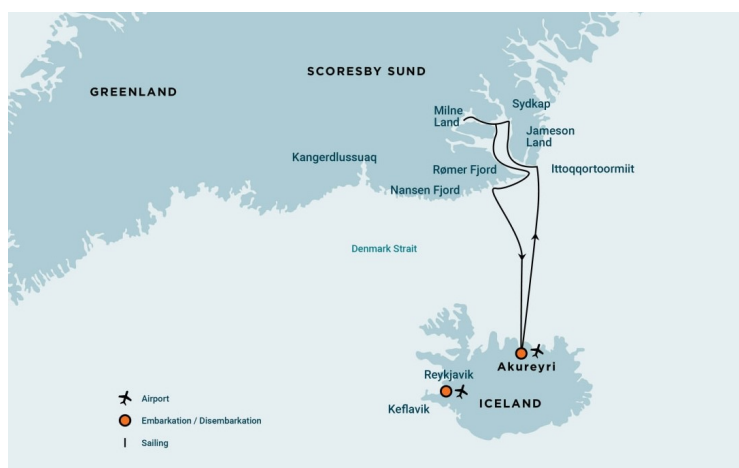 SCORESBY SUND
GREENLAND
Sydkap
Milne
Land
Jameson
Land
Kangerdlussuaq
Rømer Fjord
Ittoqqortoormiit
Nansen Fjord
Denmark Strait
Akureyri
Reykjavik
Keflavik
ICELAND
Airport
Embarkation / Disembarkation
Sailing